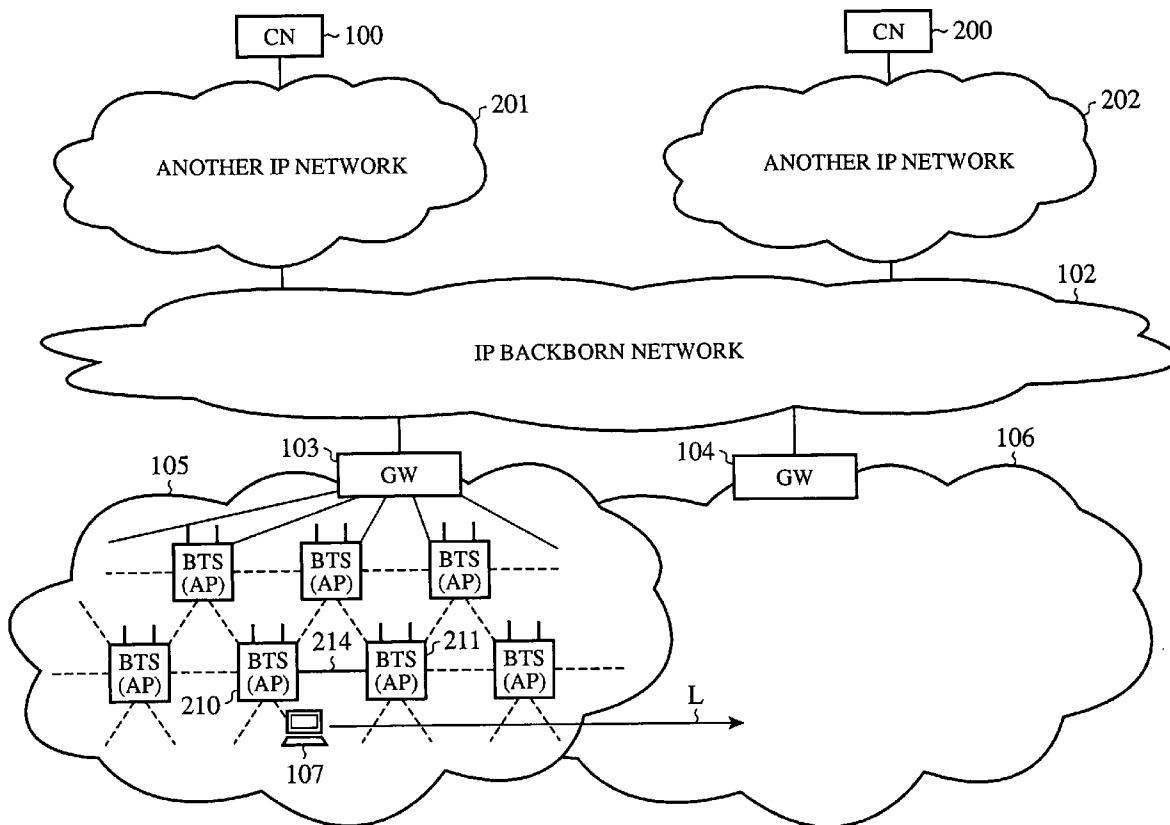 CN 100
CN 200
201
202
ANOTHER IP NETWORK
ANOTHER IP NETWORK
102
IP BACKBORN NETWORK
103
104
105
106
GW
GW
BTS
(AP)
BTS
(AP)
BTS
(AP)
BTS
(AP)
BTS
(AP)
214
BTS
(AP)
211
BTS
(AP)
210
L
107